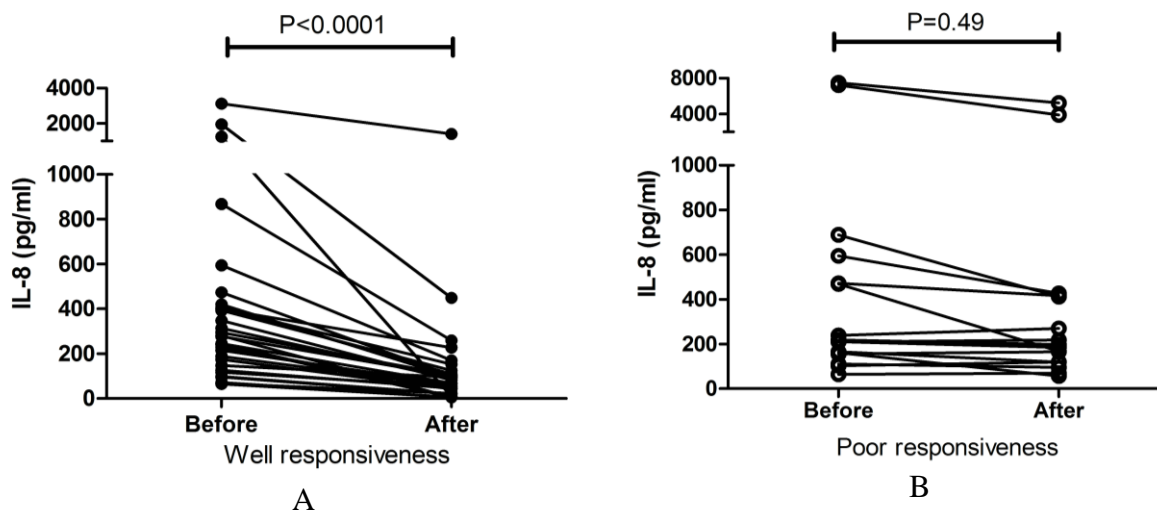 P<0.0001
4000
2000
1000
800
600
400
200
0
IL-8 (pg/ml)
Before After
Well responsiveness
A
P=0.49
8000
4000
1000
800
600
400
200
0
IL-8 (pg/ml)
Before After
Poor responsiveness
B